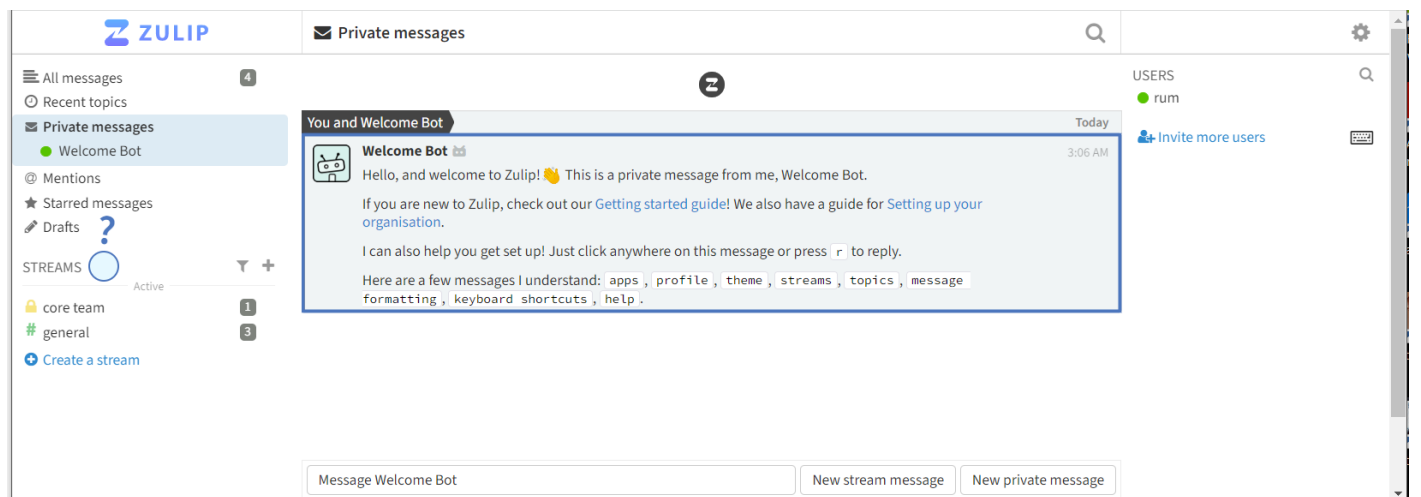 ZULIP
Private messages
All messages 4
Recent topics
Private messages
Welcome Bot
@ Mentions
Starred messages
Drafts
?
STREAMS
Active
core team 1
# general 3
Create a stream
You and Welcome Bot Today
Welcome Bot 3:06 AM
Hello, and welcome to Zulip! 👋 This is a private message from me, Welcome Bot.
If you are new to Zulip, check out our Getting started guide! We also have a guide for Setting up your
organisation.
I can also help you get set up! Just click anywhere on this message or press r to reply.
Here are a few messages I understand: apps, profile, theme, streams, topics, message
formatting, keyboard shortcuts, help.
Message Welcome Bot
New stream message
New private message
USERS
rum
Invite more users